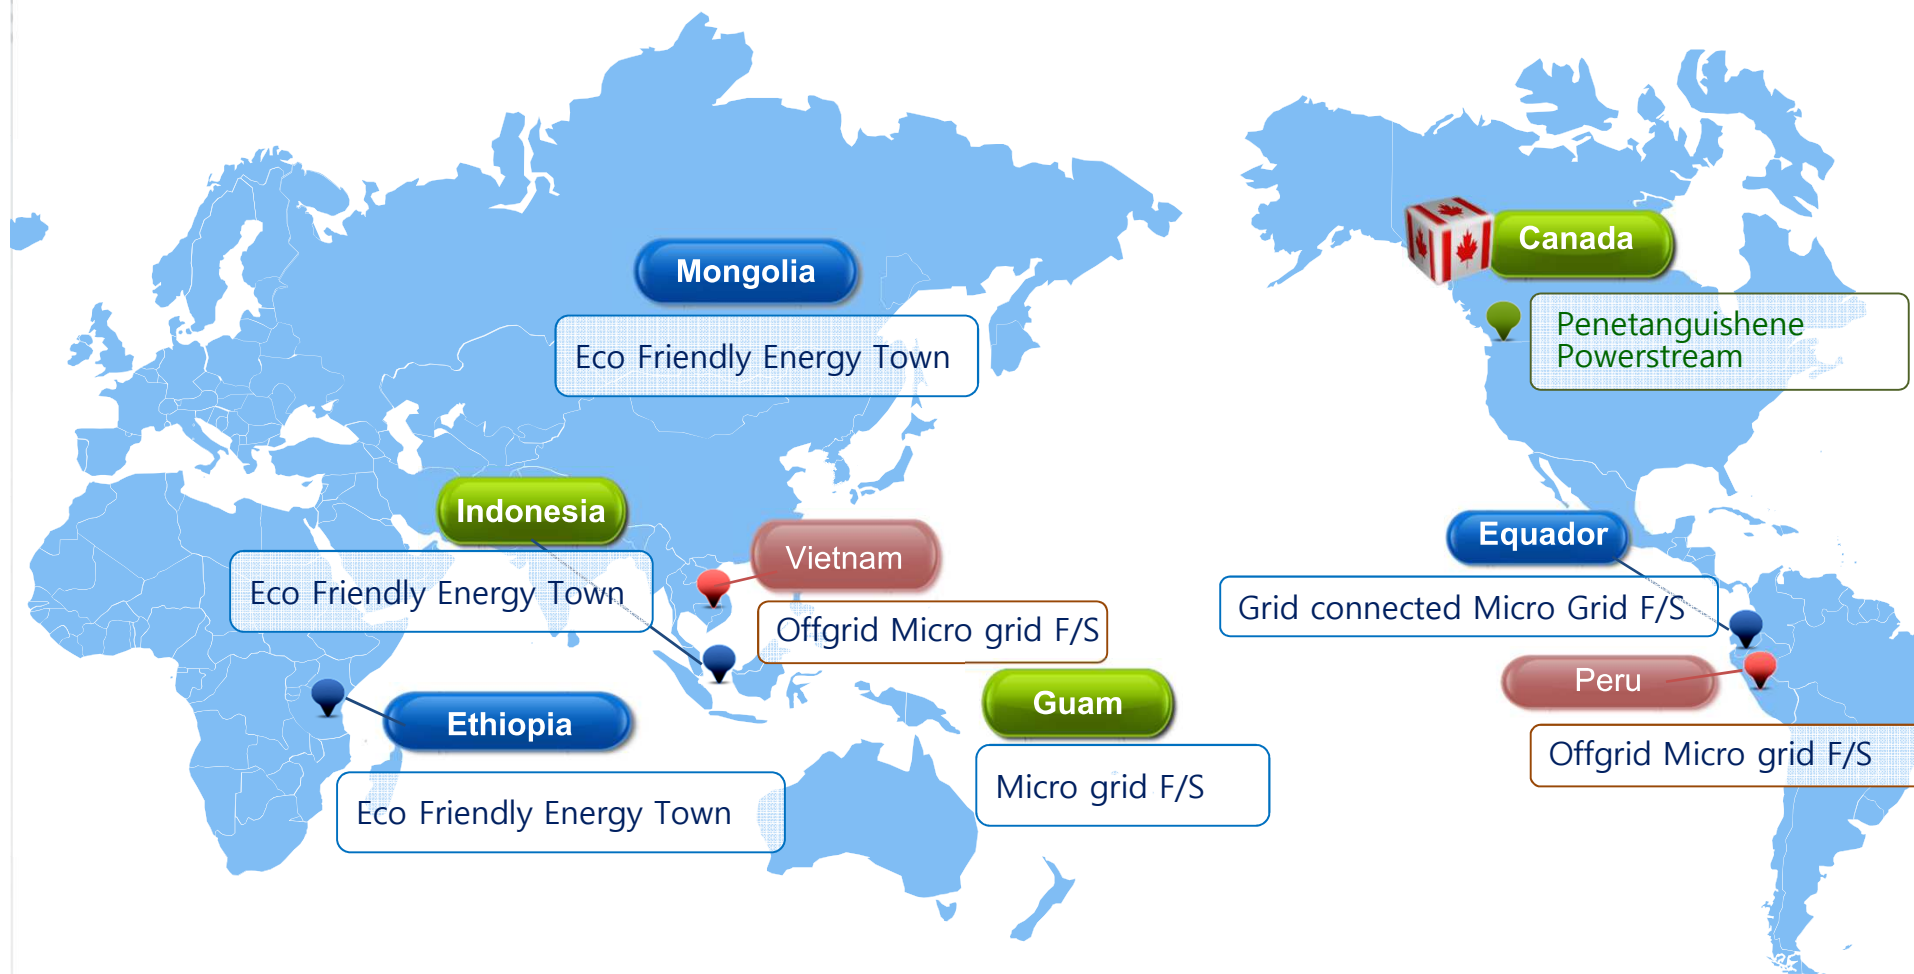 Mongolia
Eco Friendly Energy Town
Canada
Penetanguishene
Powerstream
Indonesia
Eco Friendly Energy Town
Vietnam
Offgrid Micro grid F/S
Equador
Grid connected Micro Grid F/S
Peru
Offgrid Micro grid F/S
Ethiopia
Eco Friendly Energy Town
Guam
Micro grid F/S